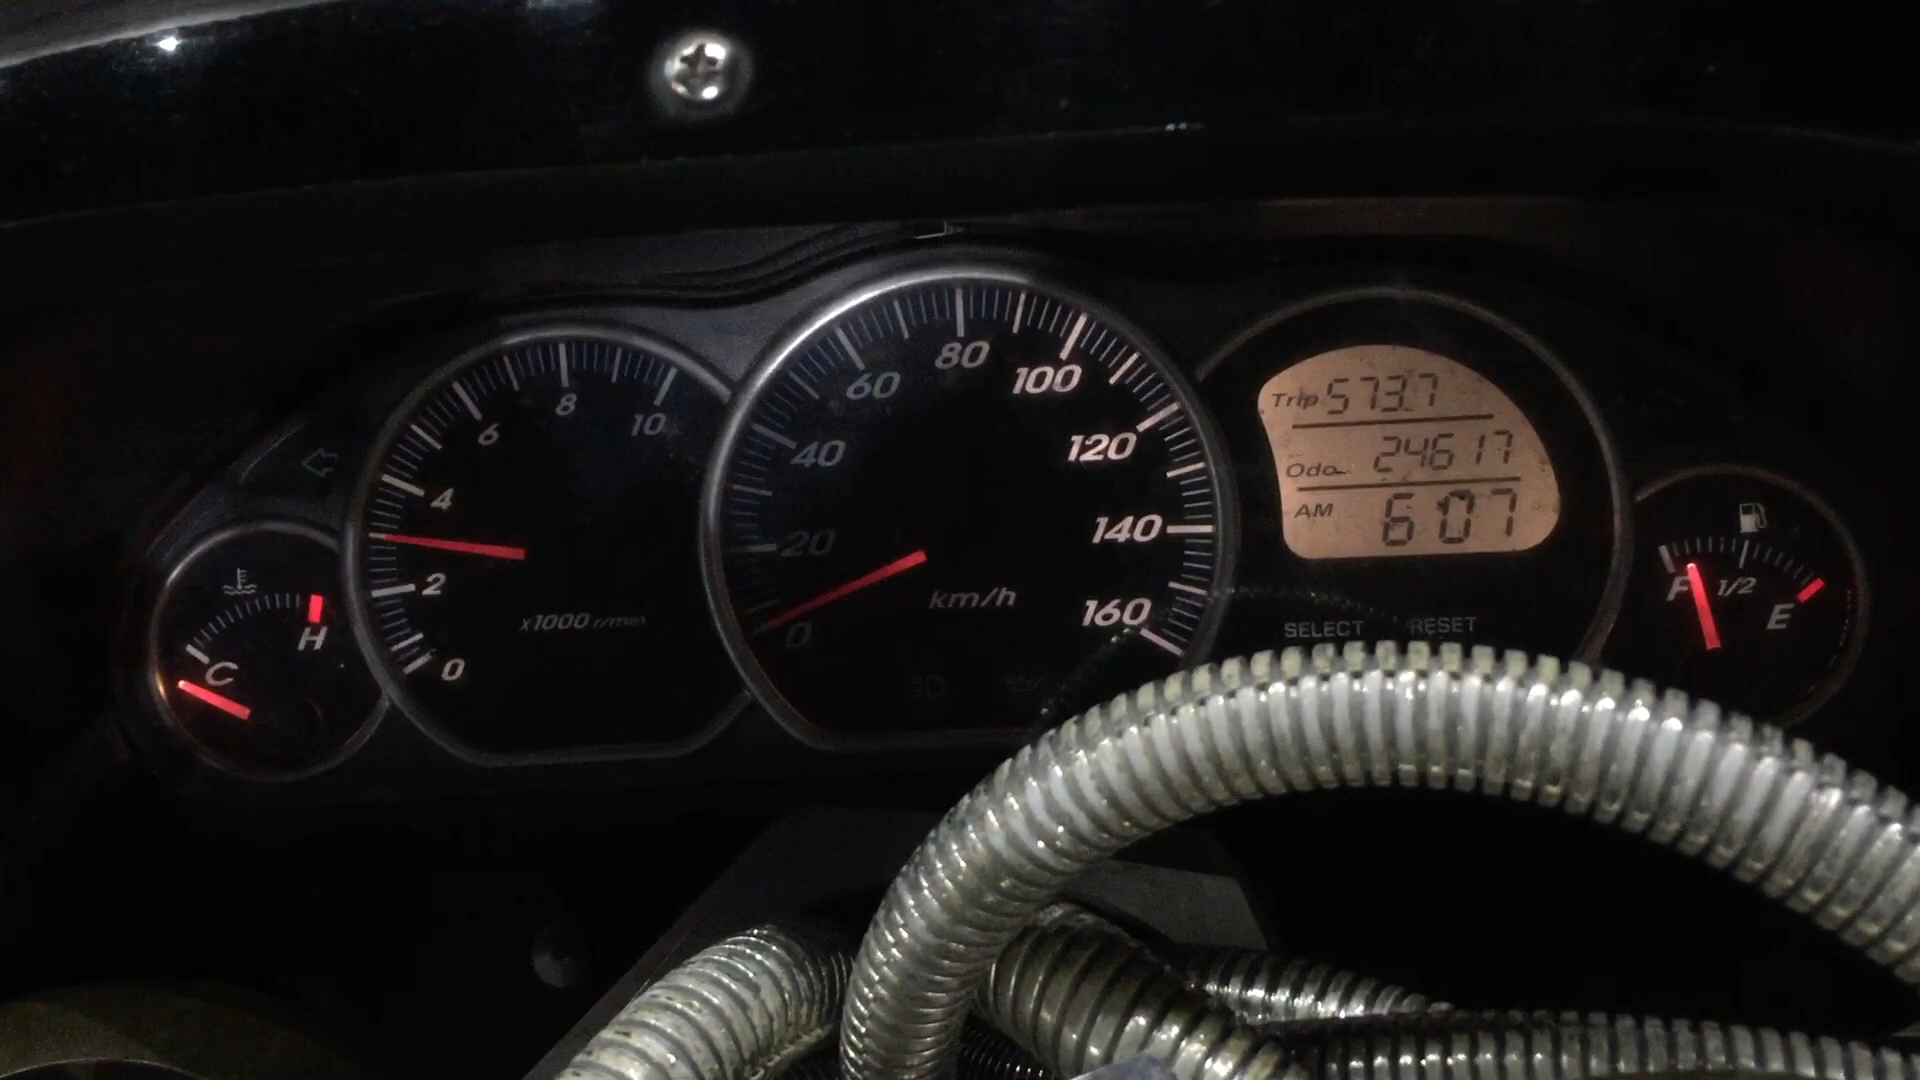 0 2 4 6 8 10
x1000 r/min
0 20 40 60 80 100 120 140 160
km/h
C H
Trip 573.7
Odo 24617
AM 6:07
SELECT RESET
F 1/2 E